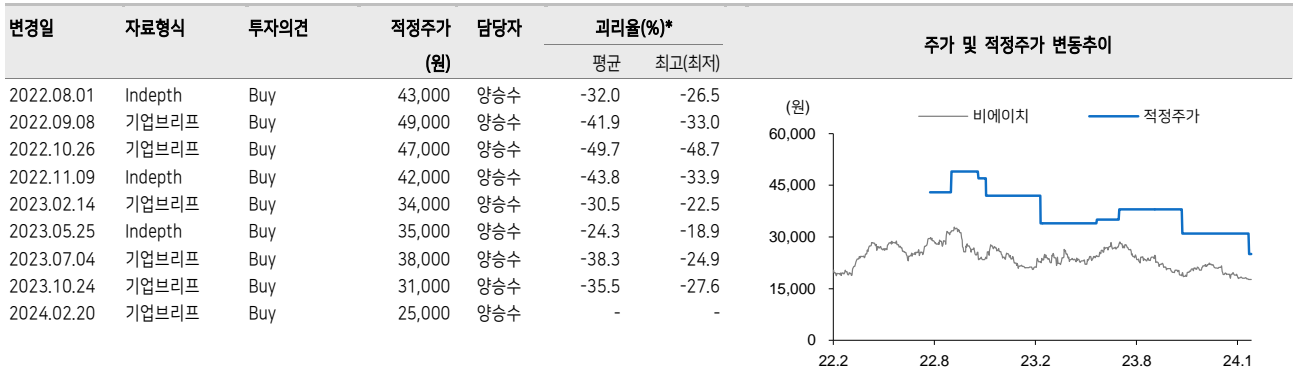 변경일 자료형식 투자의견 적정주가 담당자 괴리율(%)* 주가 및 적정주가 변동추이
(원) 평균 최고(최저)
2022.08.01 Indepth Buy 43,000 양승수 -32.0 -26.5
2022.09.08 기업브리프 Buy 49,000 양승수 -41.9 -33.0
2022.10.26 기업브리프 Buy 47,000 양승수 -49.7 -48.7
2022.11.09 Indepth Buy 42,000 양승수 -43.8 -33.9
2023.02.14 기업브리프 Buy 34,000 양승수 -30.5 -22.5
2023.05.25 Indepth Buy 35,000 양승수 -24.3 -18.9
2023.07.04 기업브리프 Buy 38,000 양승수 -38.3 -24.9
2023.10.24 기업브리프 Buy 31,000 양승수 -35.5 -27.6
2024.02.20 기업브리프 Buy 25,000 양승수 - -
(원) 비에이치 적정주가
60,000
45,000
30,000
15,000
0
22.2 22.8 23.2 23.8 24.1